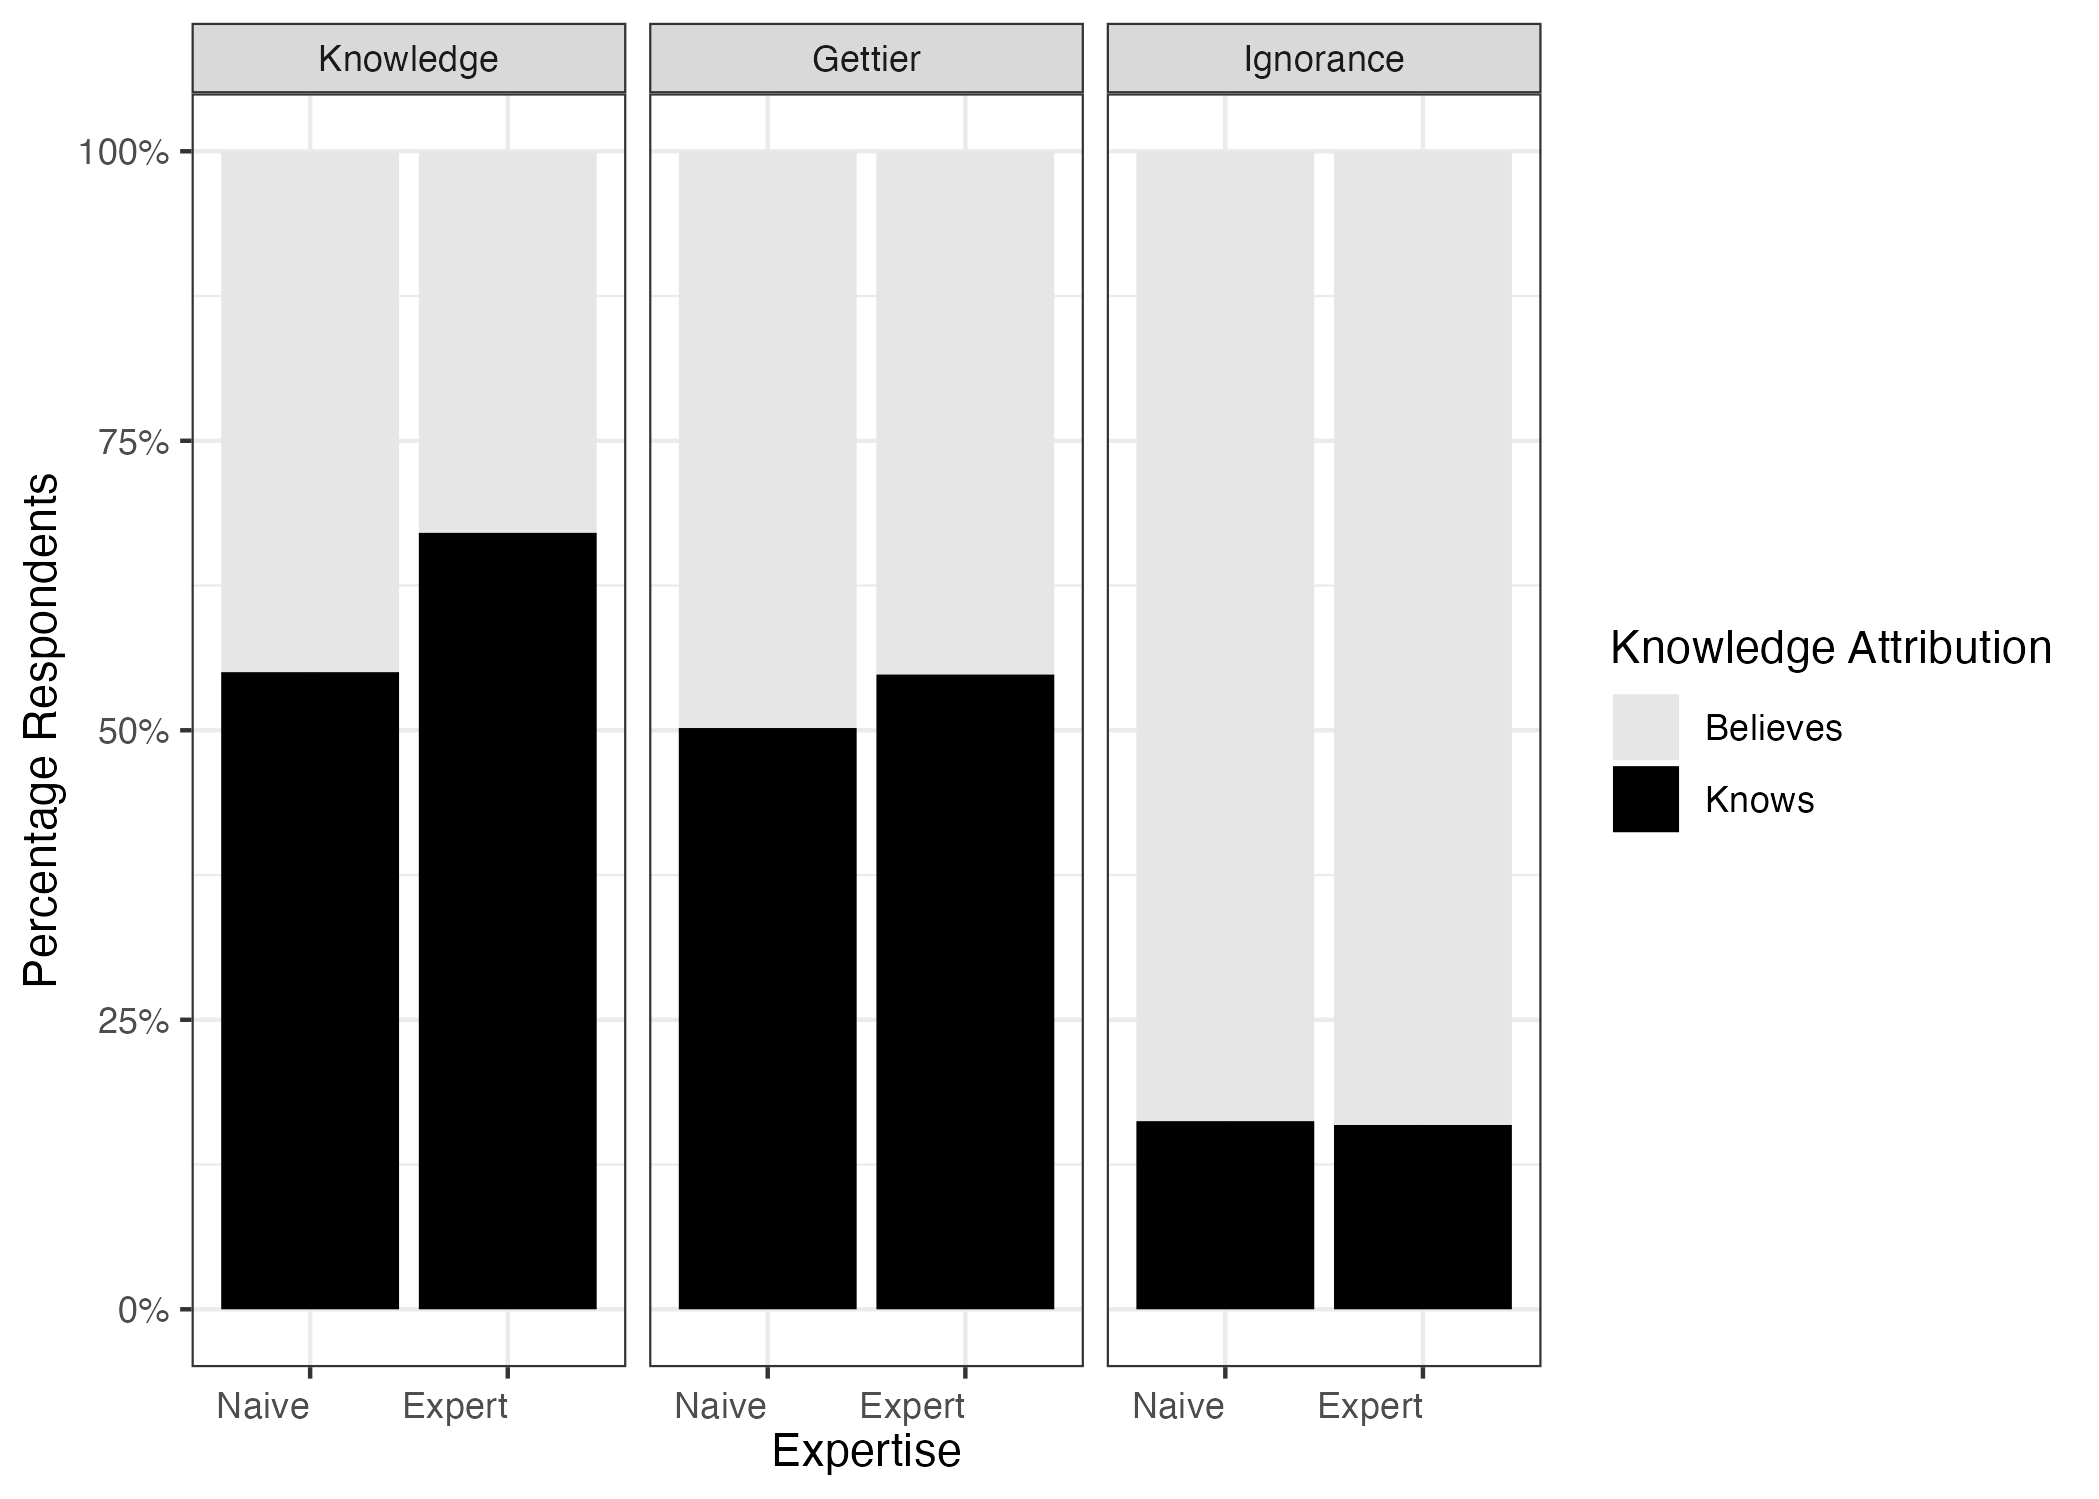 Knowledge
Gettier
Ignorance
100%
75%
50%
25%
0%
Percentage Respondents
Naive
Expert
Naive
Expert
Naive
Expert
Expertise
Knowledge Attribution
Believes
Knows